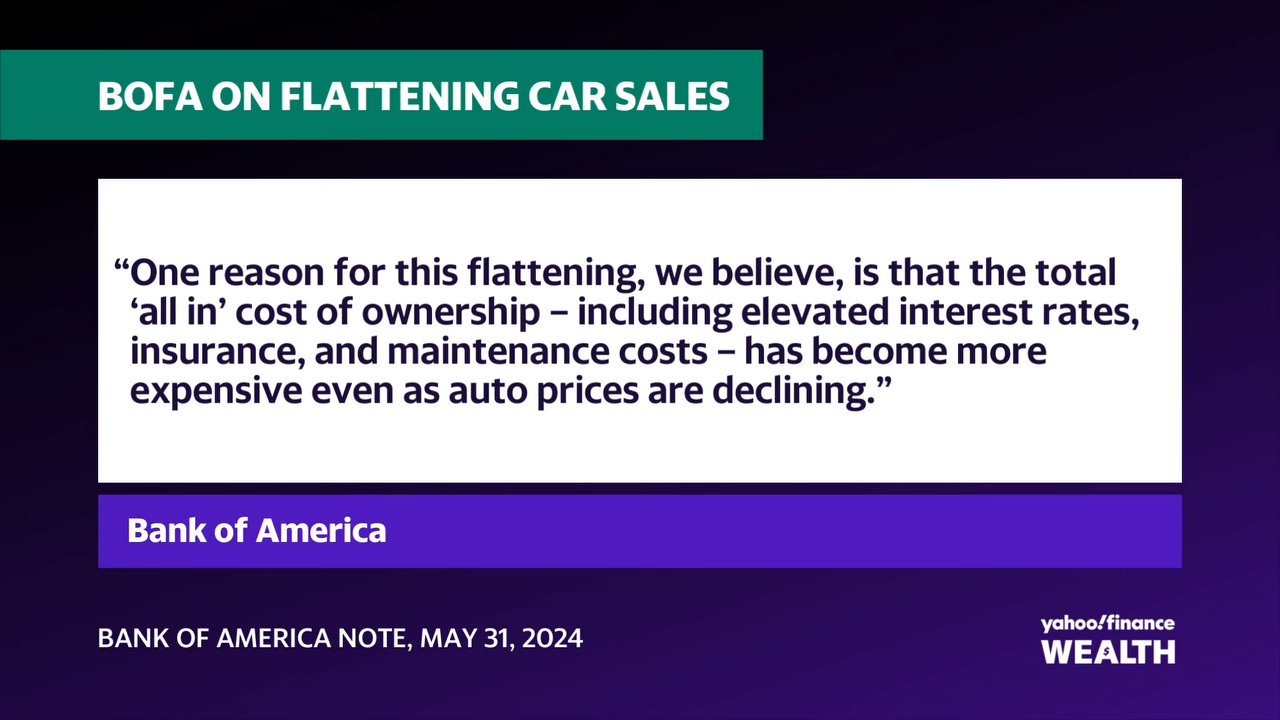 BOFA ON FLATTENING CAR SALES
“One reason for this flattening, we believe, is that the total
‘all in’ cost of ownership – including elevated interest rates,
insurance, and maintenance costs – has become more
expensive even as auto prices are declining.”
Bank of America
BANK OF AMERICA NOTE, MAY 31, 2024
yahoo!finance
WEALTH